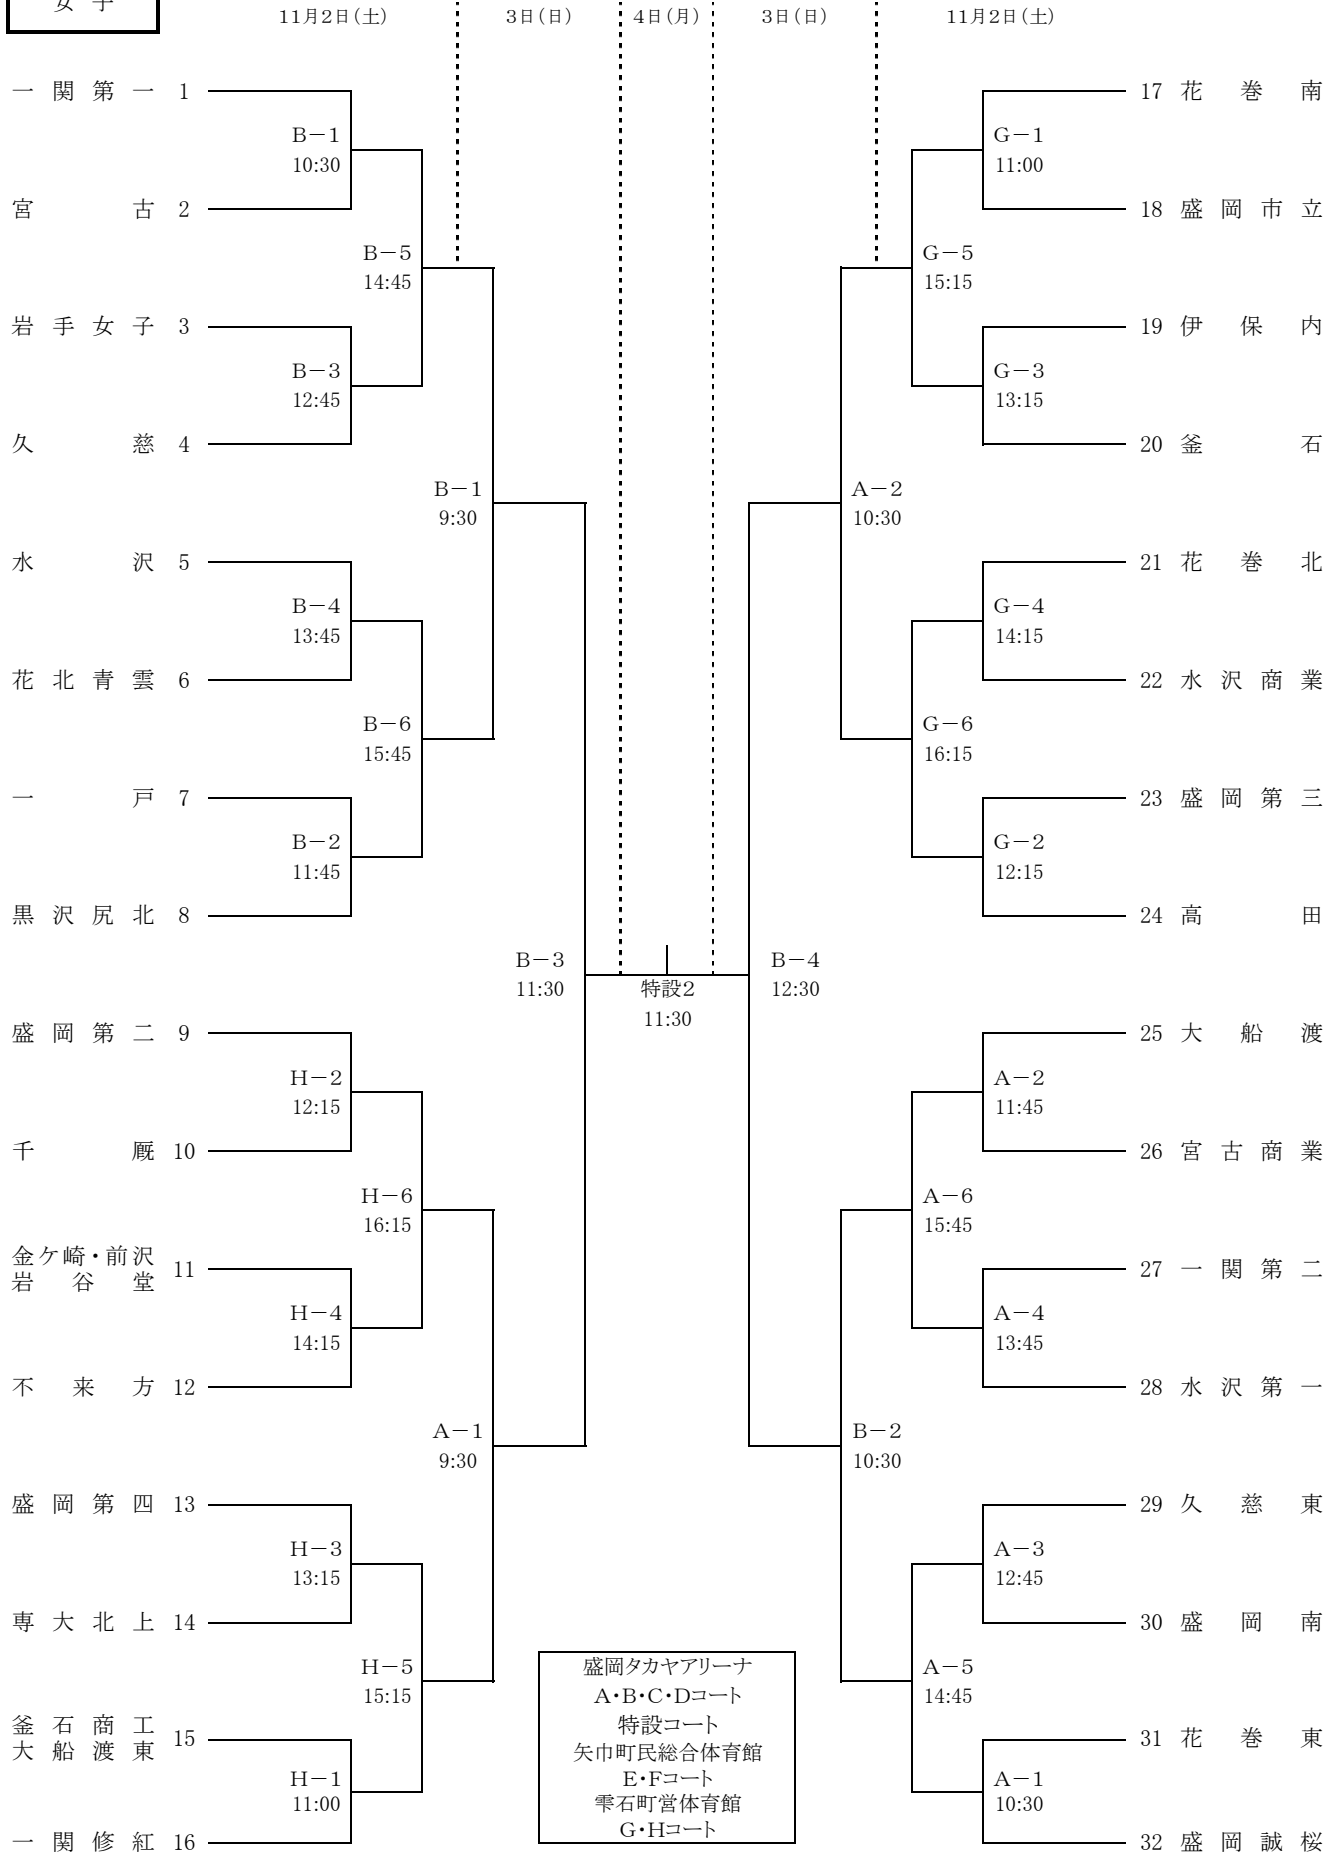 女子
11月2日(土) 3日(日) 4日(月) 3日(日) 11月2日(土)
一関第一 1
B-1
10:30
宮古 2
B-5
14:45
岩手女子 3
B-3
12:45
久慈 4
B-1
9:30
水沢 5
B-4
13:45
花北青雲 6
B-6
15:45
一戸 7
B-2
11:45
黒沢尻北 8
B-3
11:30
盛岡第二 9
H-2
12:15
千厩 10
H-6
16:15
金ケ崎・前沢
岩谷堂 11
H-4
14:15
不来方 12
A-1
9:30
盛岡第四 13
H-3
13:15
専大北上 14
H-5
15:15
釜石商工
大船渡東 15
H-1
11:00
一関修紅 16
特設2
11:30
17 花巻南
G-1
11:00
18 盛岡市立
G-5
15:15
19 伊保内
G-3
13:15
20 釜石
A-2
10:30
21 花巻北
G-4
14:15
22 水沢商業
G-6
16:15
23 盛岡第三
G-2
12:15
24 高田
B-4
12:30
25 大船渡
A-2
11:45
26 宮古商業
A-6
15:45
27 一関第二
A-4
13:45
28 水沢第一
B-2
10:30
29 久慈東
A-3
12:45
30 盛岡南
A-5
14:45
31 花巻東
A-1
10:30
32 盛岡誠桜
盛岡タカヤアリーナ
A・B・C・Dコート
特設コート
矢巾町民総合体育館
E・Fコート
雫石町営体育館
G・Hコート